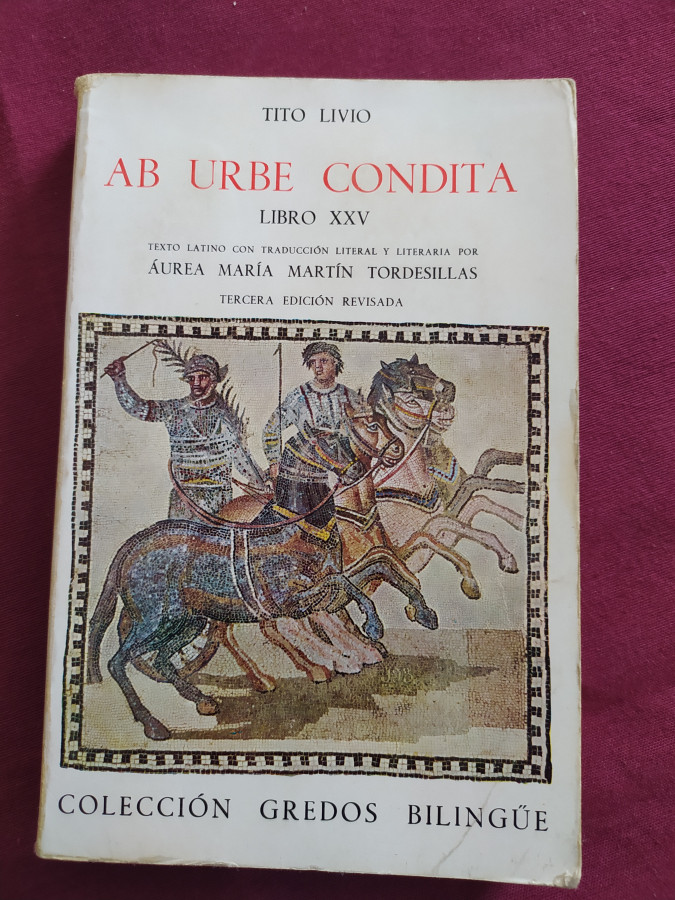 TITO LIVIO
AB URBE CONDITA
LIBRO XXV
TEXTO LATINO CON TRADUCCIÓN LITERAL Y LITERARIA POR
ÁUREA MARÍA MARTÍN TORDESILLAS
TERCERA EDICIÓN REVISADA
COLECCIÓN GREDOS BILINGÜE